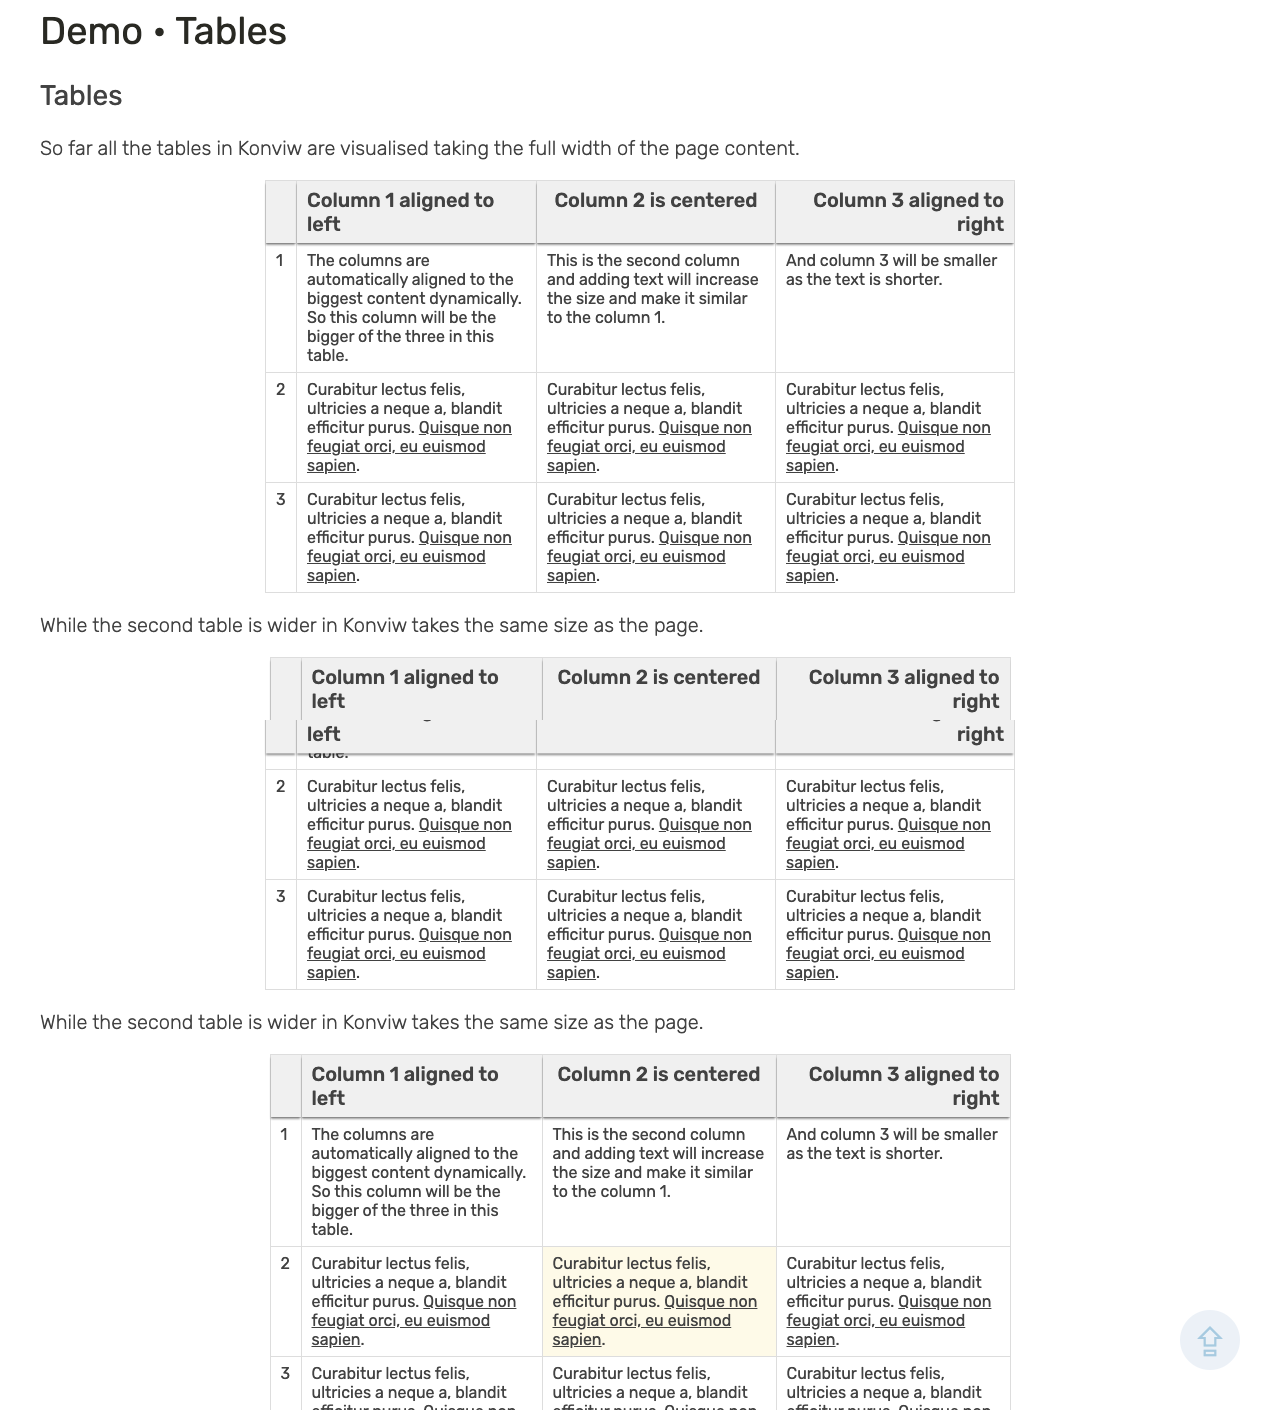 Demo • Tables
Tables
So far all the tables in Konviw are visualised taking the full width of the page content.
Column 1 aligned to left
Column 2 is centered
Column 3 aligned to right
1
The columns are
automatically aligned to the
biggest content dynamically.
So this column will be the
bigger of the three in this
table.
This is the second column
and adding text will increase
the size and make it similar
to the column 1.
And column 3 will be smaller
as the text is shorter.
2
Curabitur lectus felis,
ultricies a neque a, blandit
efficitur purus. Quisque non
feugiat orci, eu euismod
sapien.
Curabitur lectus felis,
ultricies a neque a, blandit
efficitur purus. Quisque non
feugiat orci, eu euismod
sapien.
Curabitur lectus felis,
ultricies a neque a, blandit
efficitur purus. Quisque non
feugiat orci, eu euismod
sapien.
3
Curabitur lectus felis,
ultricies a neque a, blandit
efficitur purus. Quisque non
feugiat orci, eu euismod
sapien.
Curabitur lectus felis,
ultricies a neque a, blandit
efficitur purus. Quisque non
feugiat orci, eu euismod
sapien.
Curabitur lectus felis,
ultricies a neque a, blandit
efficitur purus. Quisque non
feugiat orci, eu euismod
sapien.
While the second table is wider in Konviw takes the same size as the page.
Column 1 aligned to
left
Column 2 is centered
Column 3 aligned to
right
left
right
table.
2
Curabitur lectus felis,
ultricies a neque a, blandit
efficitur purus. Quisque non
feugiat orci, eu euismod
sapien.
Curabitur lectus felis,
ultricies a neque a, blandit
efficitur purus. Quisque non
feugiat orci, eu euismod
sapien.
Curabitur lectus felis,
ultricies a neque a, blandit
efficitur purus. Quisque non
feugiat orci, eu euismod
sapien.
3
Curabitur lectus felis,
ultricies a neque a, blandit
efficitur purus. Quisque non
feugiat orci, eu euismod
sapien.
Curabitur lectus felis,
ultricies a neque a, blandit
efficitur purus. Quisque non
feugiat orci, eu euismod
sapien.
Curabitur lectus felis,
ultricies a neque a, blandit
efficitur purus. Quisque non
feugiat orci, eu euismod
sapien.
While the second table is wider in Konviw takes the same size as the page.
Column 1 aligned to
left
Column 2 is centered
Column 3 aligned to
right
1
The columns are
automatically aligned to the
biggest content dynamically.
So this column will be the
bigger of the three in this
table.
This is the second column
and adding text will increase
the size and make it similar
to the column 1.
And column 3 will be smaller
as the text is shorter.
2
Curabitur lectus felis,
ultricies a neque a, blandit
efficitur purus. Quisque non
feugiat orci, eu euismod
sapien.
Curabitur lectus felis,
ultricies a neque a, blandit
efficitur purus. Quisque non
feugiat orci, eu euismod
sapien.
Curabitur lectus felis,
ultricies a neque a, blandit
efficitur purus. Quisque non
feugiat orci, eu euismod
sapien.
3
Curabitur lectus felis,
ultricies a neque a, blandit
efficitur purus. Quisque non
Curabitur lectus felis,
ultricies a neque a, blandit
efficitur purus. Quisque non
Curabitur lectus felis,
ultricies a neque a, blandit
efficitur purus. Quisque non